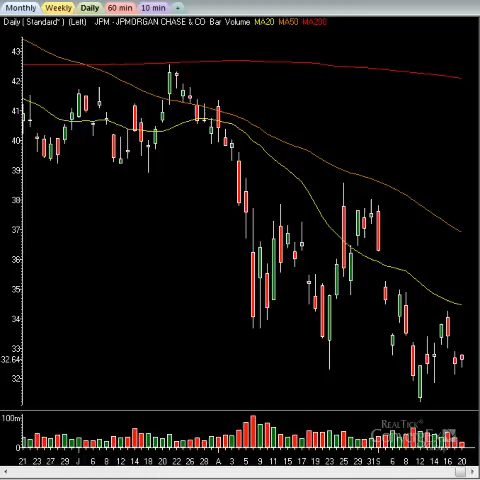 Monthly Weekly Daily 60 min 10 min +
Daily [ Standard* ] (Left) JPM - JPMORGAN CHASE & CO Bar Volume MA20 MA50 MA200
43
42
41
40
39
38
37
36
35
34
33
32.64
32
100m
REALTICK
0
21 23 27 29 J 6 8 12 14 18 20 22 26 28 A 3 5 9 11 15 17 19 23 25 29 31 S 6 8 12 14 16 20